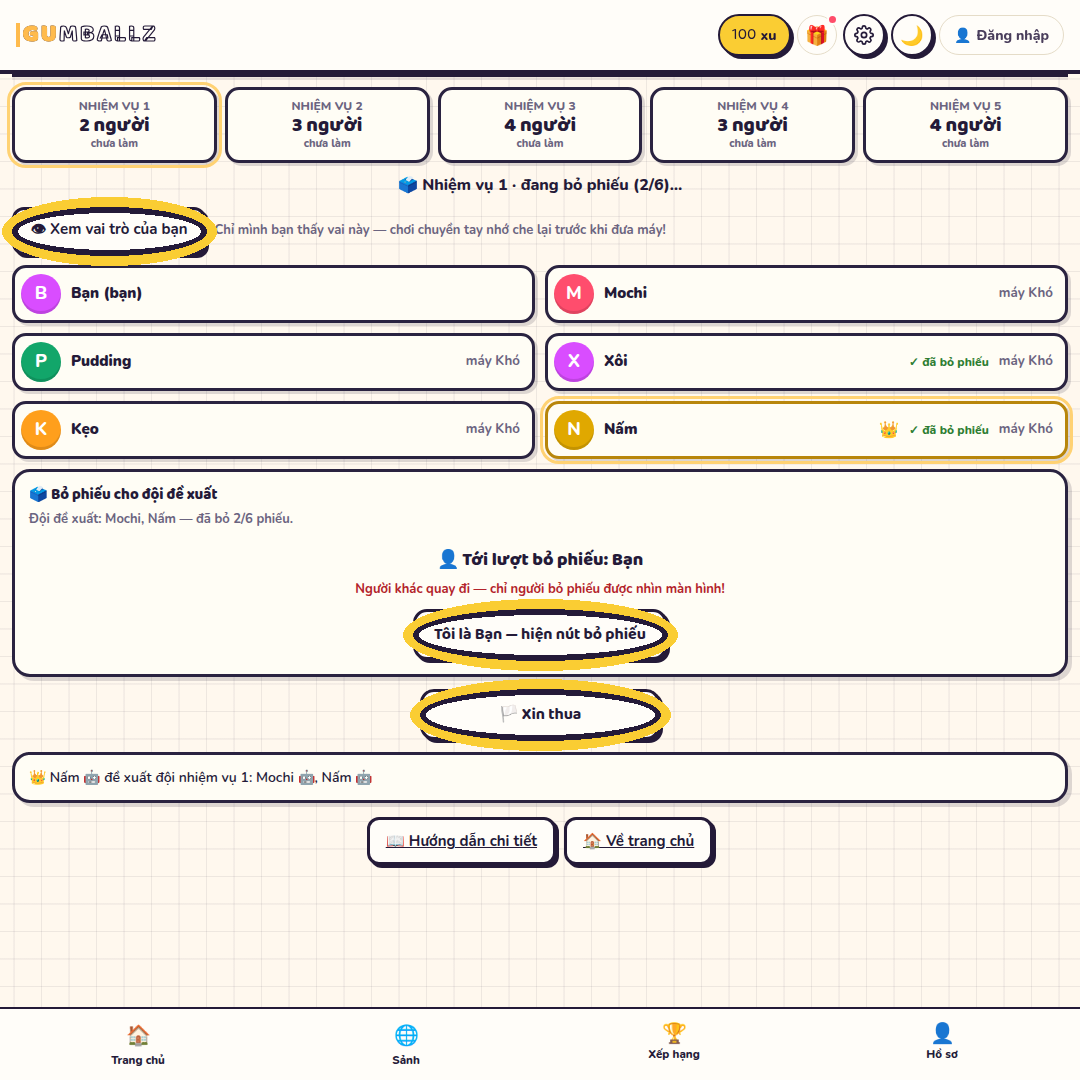 GUMBALLZ
100 xu
Đăng nhập
NHIỆM VỤ 1
2 người
chưa làm
NHIỆM VỤ 2
3 người
chưa làm
NHIỆM VỤ 3
4 người
chưa làm
NHIỆM VỤ 4
3 người
chưa làm
NHIỆM VỤ 5
4 người
chưa làm
🗳️ Nhiệm vụ 1 · đang bỏ phiếu (2/6)...
👁 Xem vai trò của bạn
Chỉ mình bạn thấy vai này — chơi chuyền tay nhớ che lại trước khi đưa máy!
B Bạn (bạn)
M Mochi máy Khó
P Pudding máy Khó
X Xôi ✓ đã bỏ phiếu máy Khó
K Kẹo máy Khó
N Nấm 👑 ✓ đã bỏ phiếu máy Khó
🗳️ Bỏ phiếu cho đội đề xuất
Đội đề xuất: Mochi, Nấm — đã bỏ 2/6 phiếu.
👤 Tới lượt bỏ phiếu: Bạn
Người khác quay đi — chỉ người bỏ phiếu được nhìn màn hình!
Tôi là Bạn — hiện nút bỏ phiếu
🏳️ Xin thua
👑 Nấm 🤖 đề xuất đội nhiệm vụ 1: Mochi 🤖, Nấm 🤖
📖 Hướng dẫn chi tiết
🏠 Về trang chủ
Trang chủ
Sảnh
Xếp hạng
Hồ sơ